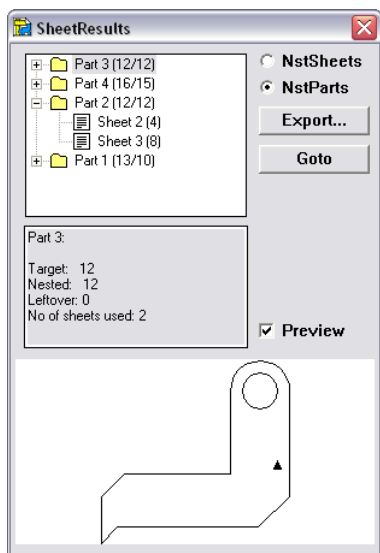 SheetResults
Part 3 (12/12)
Part 4 (16/15)
Part 2 (12/12)
Sheet 2 (4)
Sheet 3 (8)
Part 1 (13/10)
NstSheets
NstParts
Export...
Goto
Part 3:
Target: 12
Nested: 12
Leftover: 0
No of sheets used: 2
Preview